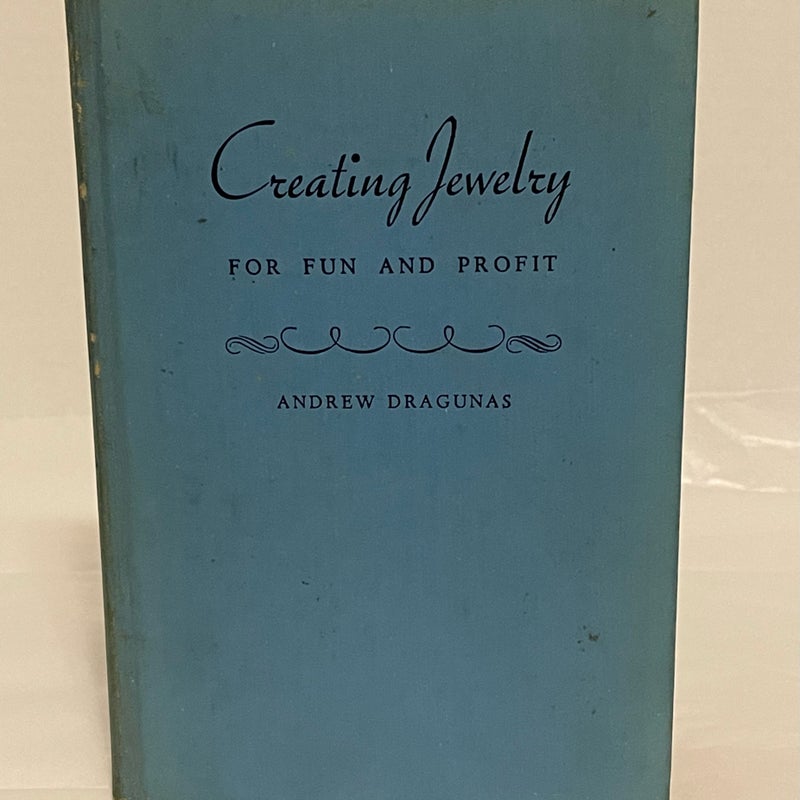 Creating Jewelry
FOR FUN AND PROFIT
ANDREW DRAGUNAS